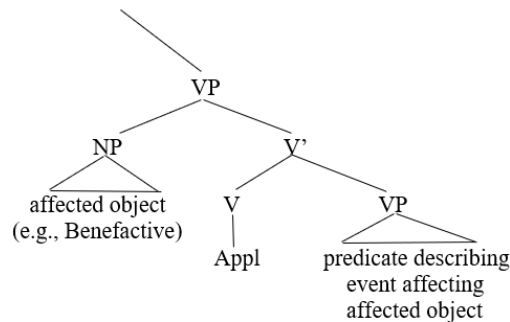 VP
NP V’
affected object V VP
(e.g., Benefactive)
Appl predicate describing
event affecting
affected object